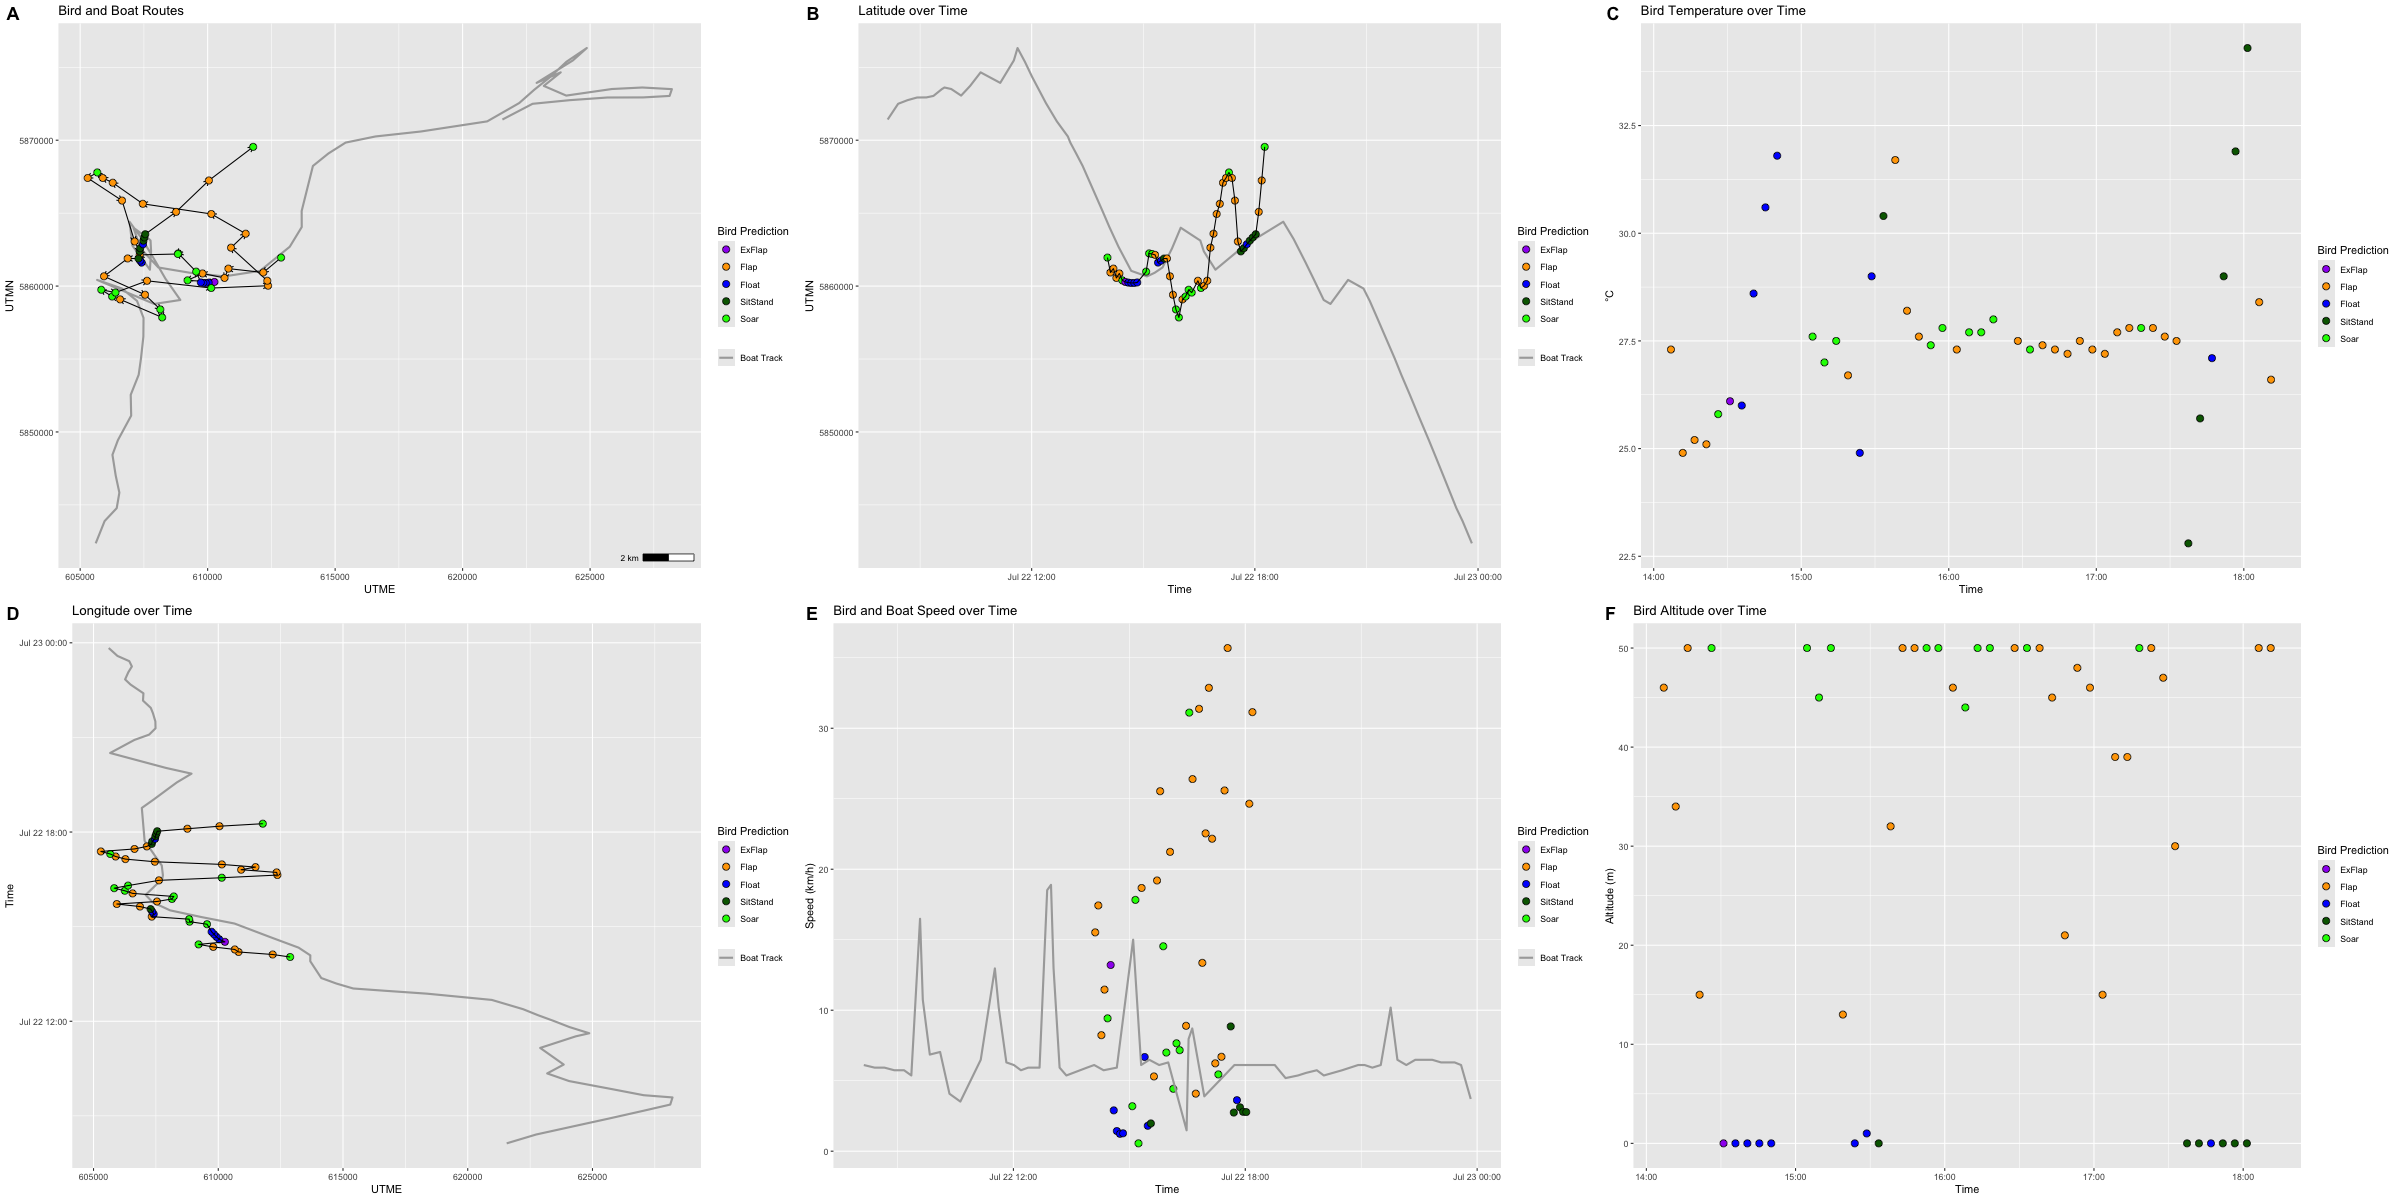 A Bird and Boat Routes
UTMN
5870000
5860000
5850000
605000 610000 615000 620000 625000
UTME
2 km
Bird Prediction
ExFlap
Flap
Float
SitStand
Soar
Boat Track
B Latitude over Time
UTMN
5870000
5860000
5850000
Jul 22 12:00 Jul 22 18:00 Jul 23 00:00
Time
Bird Prediction
ExFlap
Flap
Float
SitStand
Soar
Boat Track
C Bird Temperature over Time
°C
32.5
30.0
27.5
25.0
22.5
14:00 15:00 16:00 17:00 18:00
Time
Bird Prediction
ExFlap
Flap
Float
SitStand
Soar
D Longitude over Time
Time
Jul 23 00:00
Jul 22 18:00
Jul 22 12:00
605000 610000 615000 620000 625000
UTME
Bird Prediction
ExFlap
Flap
Float
SitStand
Soar
Boat Track
E Bird and Boat Speed over Time
Speed (km/h)
30
20
10
0
Jul 22 12:00 Jul 22 18:00 Jul 23 00:00
Time
Bird Prediction
ExFlap
Flap
Float
SitStand
Soar
Boat Track
F Bird Altitude over Time
Altitude (m)
50
40
30
20
10
0
14:00 15:00 16:00 17:00 18:00
Time
Bird Prediction
ExFlap
Flap
Float
SitStand
Soar